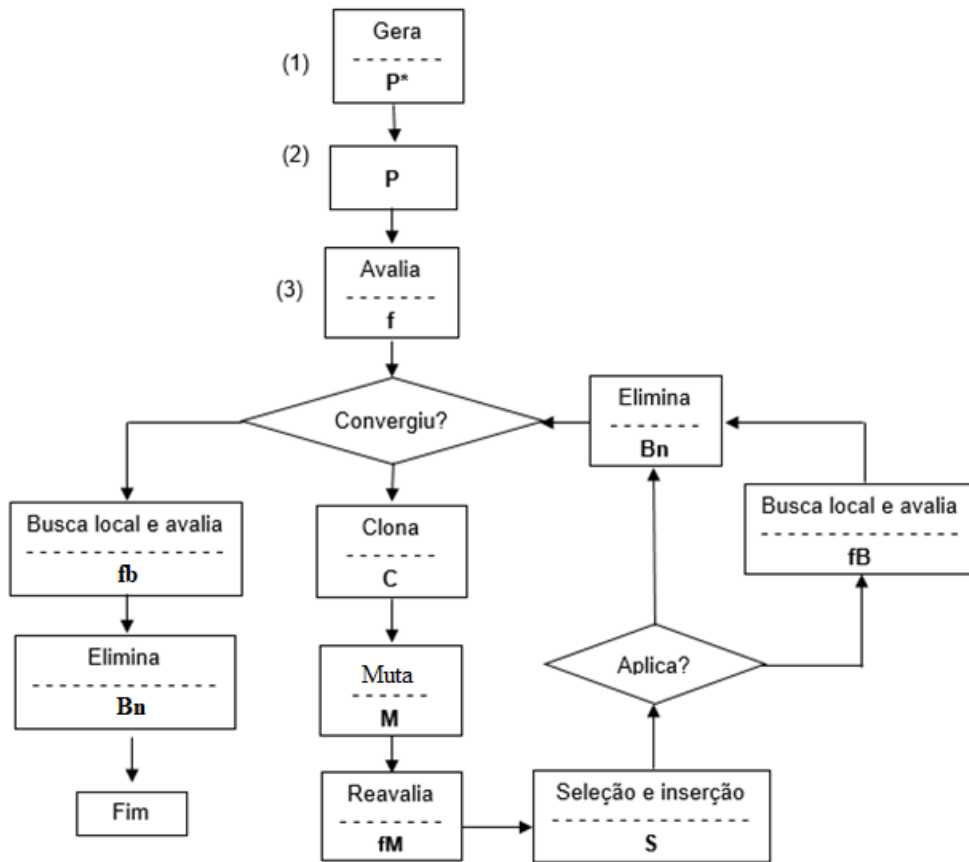 Gera
(1)
P*
(2)
P
Avalia
(3)
f
Convergiu?
Elimina
Bn
Busca local e avalia
fb
Clona
C
Busca local e avalia
fB
Elimina
Bn
Muta
M
Aplica?
Fim
Reavalia
fM
Seleção e inserção
S